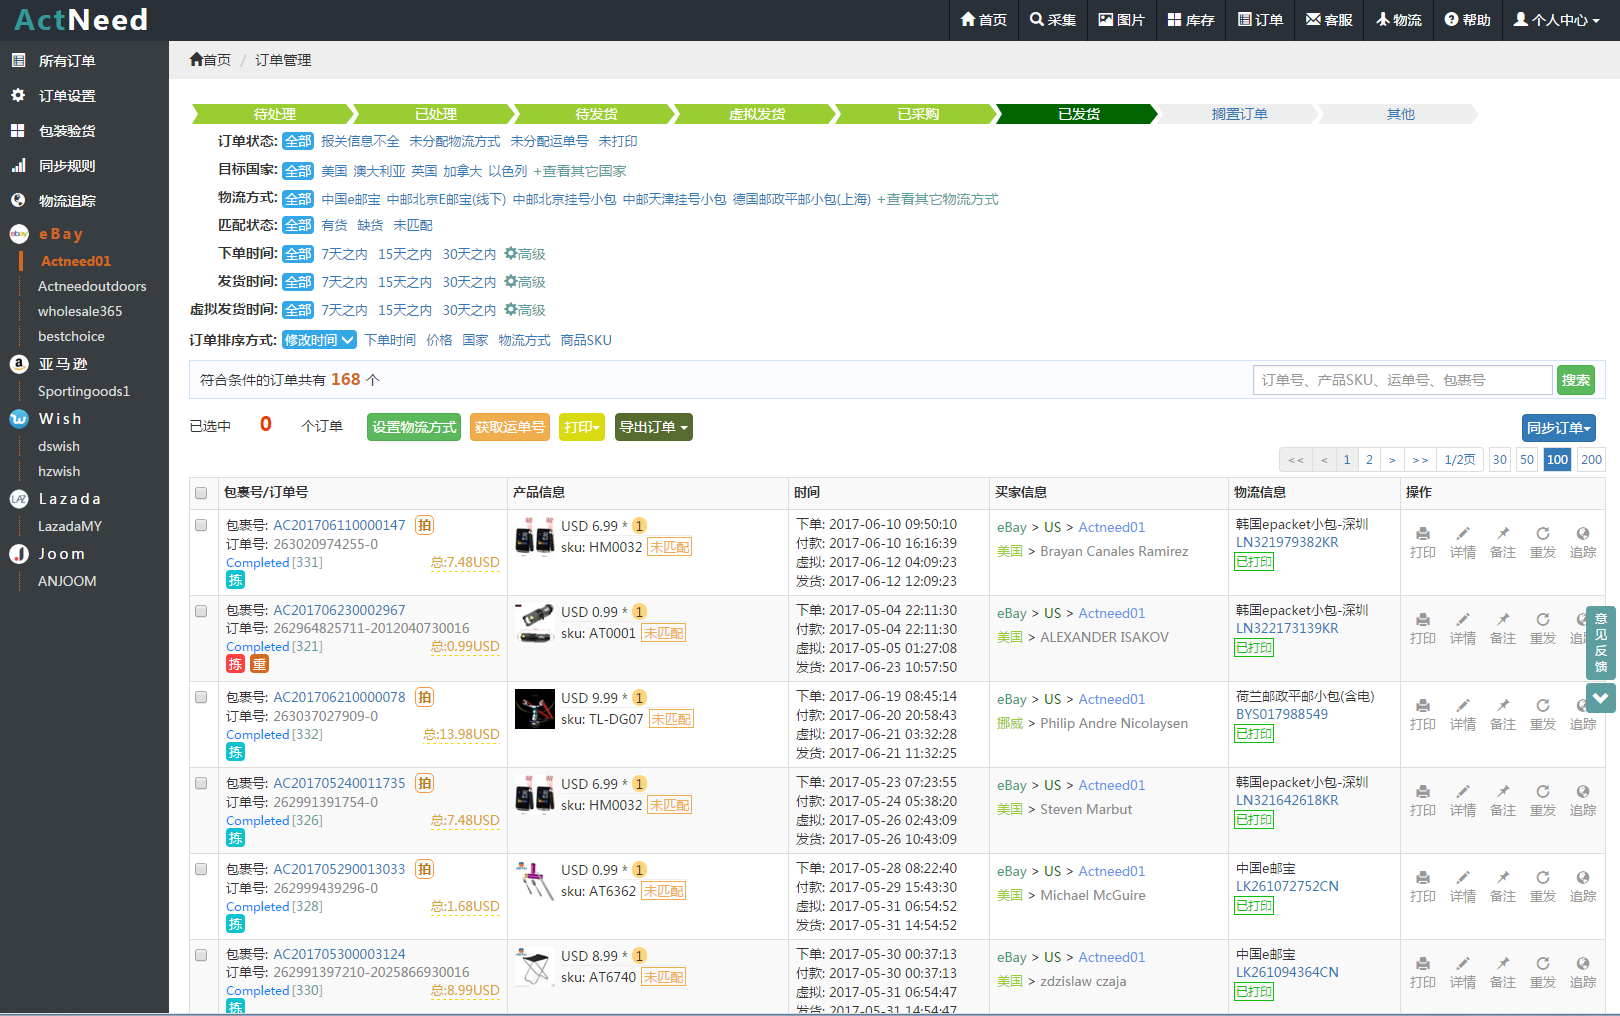 ActNeed
首页 采集 图片 库存 订单 客服 物流 帮助 个人中心
所有订单
订单设置
包装验货
同步规则
物流追踪
eBay
Actneed01
Actneedoutdoors
wholesale365
bestchoice
亚马逊
Sportingoods1
Wish
dswish
hzwish
Lazada
LazadaMY
Joom
ANJOOM
首页 / 订单管理
待处理 已处理 待发货 虚拟发货 已采购 已发货 搁置订单 其他
订单状态: 全部 报关信息不全 未分配物流方式 未分配运单号 未打印
目标国家: 全部 美国 澳大利亚 英国 加拿大 以色列 +查看其它国家
物流方式: 全部 中国e邮宝 中邮北京E邮宝(线下) 中邮北京挂号小包 中邮天津挂号小包 德国邮政平邮小包(上海) +查看其它物流方式
匹配状态: 全部 有货 缺货 未匹配
下单时间: 全部 7天之内 15天之内 30天之内 高级
发货时间: 全部 7天之内 15天之内 30天之内 高级
虚拟发货时间: 全部 7天之内 15天之内 30天之内 高级
订单排序方式: 修改时间 下单时间 价格 国家 物流方式 商品SKU
符合条件的订单共有 168 个
订单号、产品SKU、运单号、包裹号 搜索
已选中 0 个订单 设置物流方式 获取运单号 打印 导出订单 同步订单
<< < 1 2 > >> 1/2页 30 50 100 200
包裹号/订单号 产品信息 时间 买家信息 物流信息 操作
包裹号: AC201706110000147 拍
订单号: 263020974255-0
Completed [331] 总:7.48USD
拣
USD 6.99 * 1
sku: HM0032 未匹配
下单: 2017-06-10 09:50:10
付款: 2017-06-10 16:16:39
虚拟: 2017-06-12 04:09:23
发货: 2017-06-12 12:09:23
eBay > US > Actneed01
美国 > Brayan Canales Ramirez
韩国epacket小包-深圳
LN321979382KR
已打印
打印 详情 备注 重发 追踪
包裹号: AC201706230002967
订单号: 262964825711-2012040730016
Completed [321] 总:0.99USD
拣 重
USD 0.99 * 1
sku: AT0001 未匹配
下单: 2017-05-04 22:11:30
付款: 2017-05-04 22:11:30
虚拟: 2017-05-05 01:27:08
发货: 2017-06-23 10:57:50
eBay > US > Actneed01
美国 > ALEXANDER ISAKOV
韩国epacket小包-深圳
LN322173139KR
已打印
打印 详情 备注 重发 追
意见反馈
包裹号: AC201706210000078 拍
订单号: 263037027909-0
Completed [332] 总:13.98USD
拣
USD 9.99 * 1
sku: TL-DG07 未匹配
下单: 2017-06-19 08:45:14
付款: 2017-06-20 20:58:43
虚拟: 2017-06-21 03:32:28
发货: 2017-06-21 11:32:25
eBay > US > Actneed01
挪威 > Philip Andre Nicolaysen
荷兰邮政平邮小包(含电)
BYS017988549
已打印
打印 详情 备注 重发 追踪
包裹号: AC201705240011735 拍
订单号: 262991391754-0
Completed [326] 总:7.48USD
拣
USD 6.99 * 1
sku: HM0032 未匹配
下单: 2017-05-23 07:23:55
付款: 2017-05-24 05:38:20
虚拟: 2017-05-26 02:43:09
发货: 2017-05-26 10:43:09
eBay > US > Actneed01
美国 > Steven Marbut
韩国epacket小包-深圳
LN321642618KR
已打印
打印 详情 备注 重发 追踪
包裹号: AC201705290013033 拍
订单号: 262999439296-0
Completed [328] 总:1.68USD
拣
USD 0.99 * 1
sku: AT6362 未匹配
下单: 2017-05-28 08:22:40
付款: 2017-05-29 15:43:30
虚拟: 2017-05-31 06:54:52
发货: 2017-05-31 14:54:52
eBay > US > Actneed01
美国 > Michael McGuire
中国e邮宝
LK261072752CN
已打印
打印 详情 备注 重发 追踪
包裹号: AC201705300003124
订单号: 262991397210-2025866930016
Completed [330] 总:8.99USD
拣
USD 8.99 * 1
sku: AT6740 未匹配
下单: 2017-05-30 00:37:13
付款: 2017-05-30 00:37:13
虚拟: 2017-05-31 06:54:47
发货: 2017-05-31 14:54:47
eBay > US > Actneed01
美国 > zdzislaw czaja
中国e邮宝
LK261094364CN
已打印
打印 详情 备注 重发 追踪